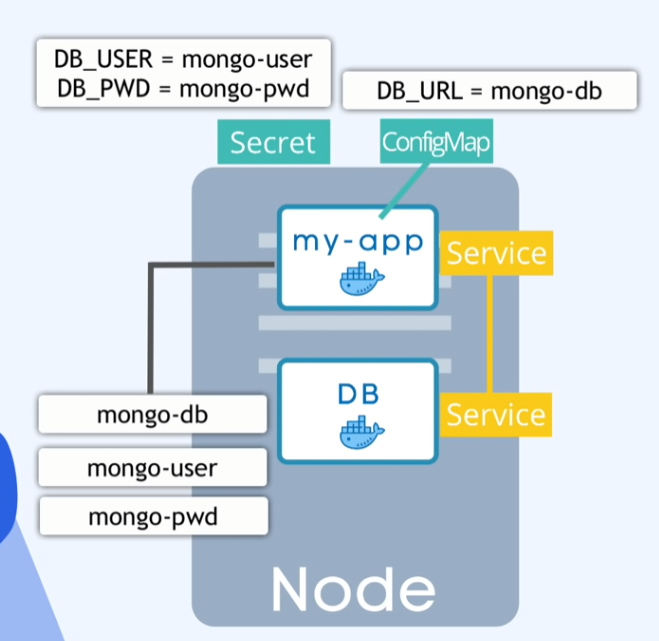 DB_USER = mongo-user
DB_PWD = mongo-pwd
DB_URL = mongo-db
Secret
ConfigMap
my-app
Service
DB
Service
mongo-db
mongo-user
mongo-pwd
Node